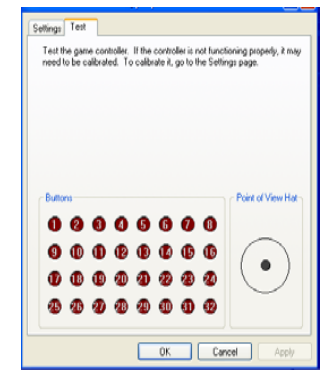 Settings Test
Test the game controller. If the controller is not functioning properly, it may
need to be calibrated. To calibrate it, go to the Settings page.
Buttons Point of View Hat
1 2 3 4 5 6 7 8
9 10 11 12 13 14 15 16
17 18 19 20 21 22 23 24
25 26 27 28 29 30 31 32
OK Cancel Apply